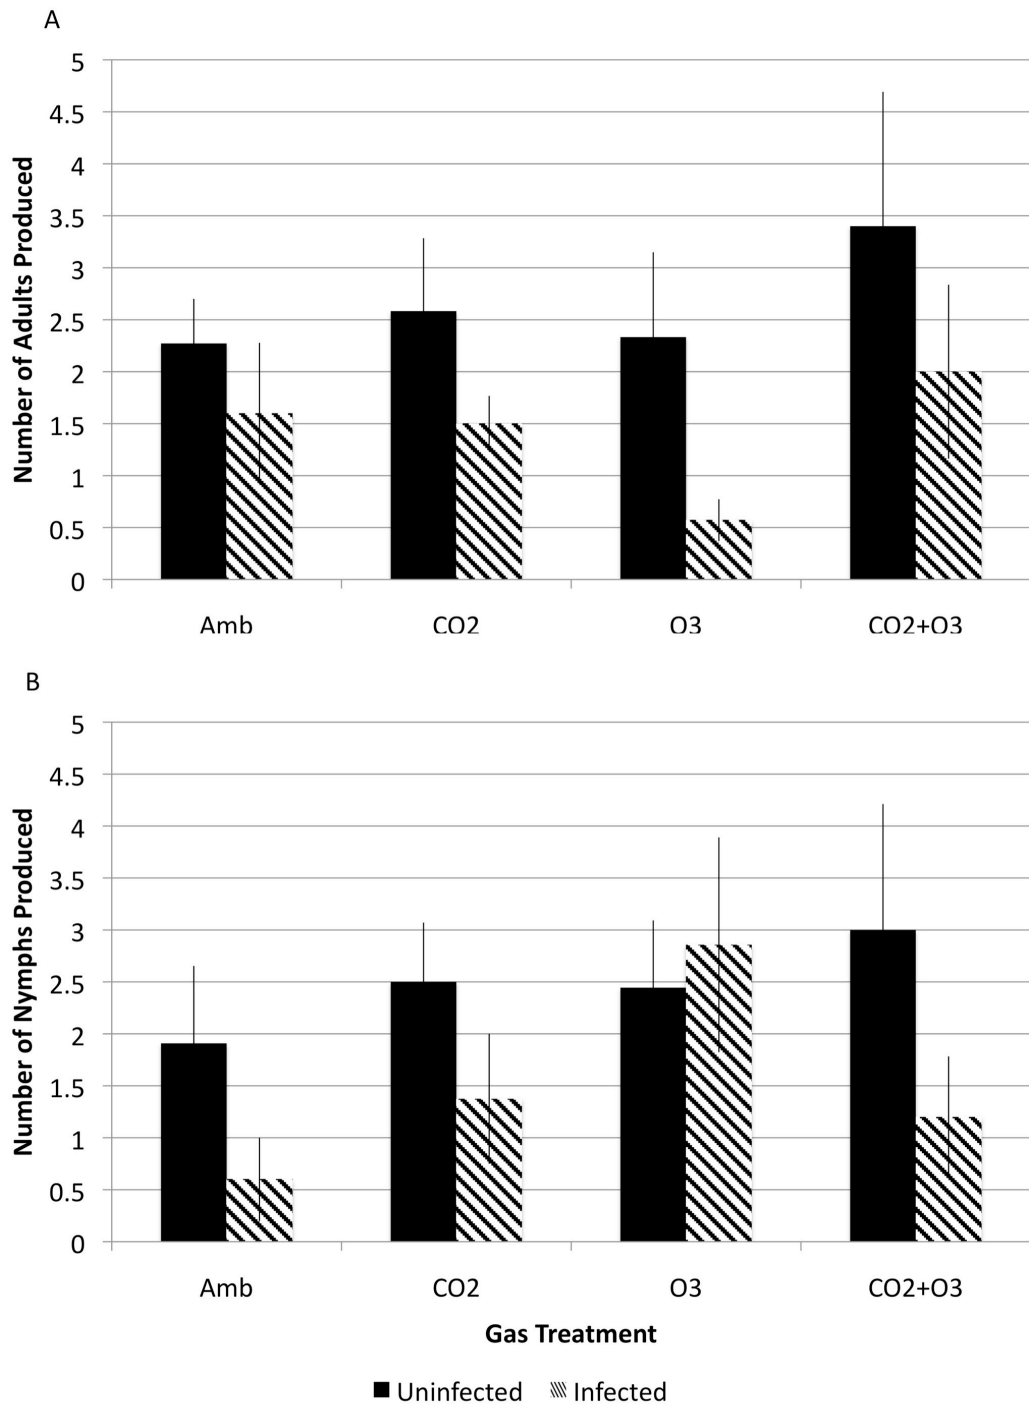 A
5
4.5
4
3.5
3
2.5
2
1.5
1
0.5
0
Number of Adults Produced
Amb CO2 O3 CO2+O3
B
5
4.5
4
3.5
3
2.5
2
1.5
1
0.5
0
Number of Nymphs Produced
Amb CO2 O3 CO2+O3
Gas Treatment
Uninfected Infected